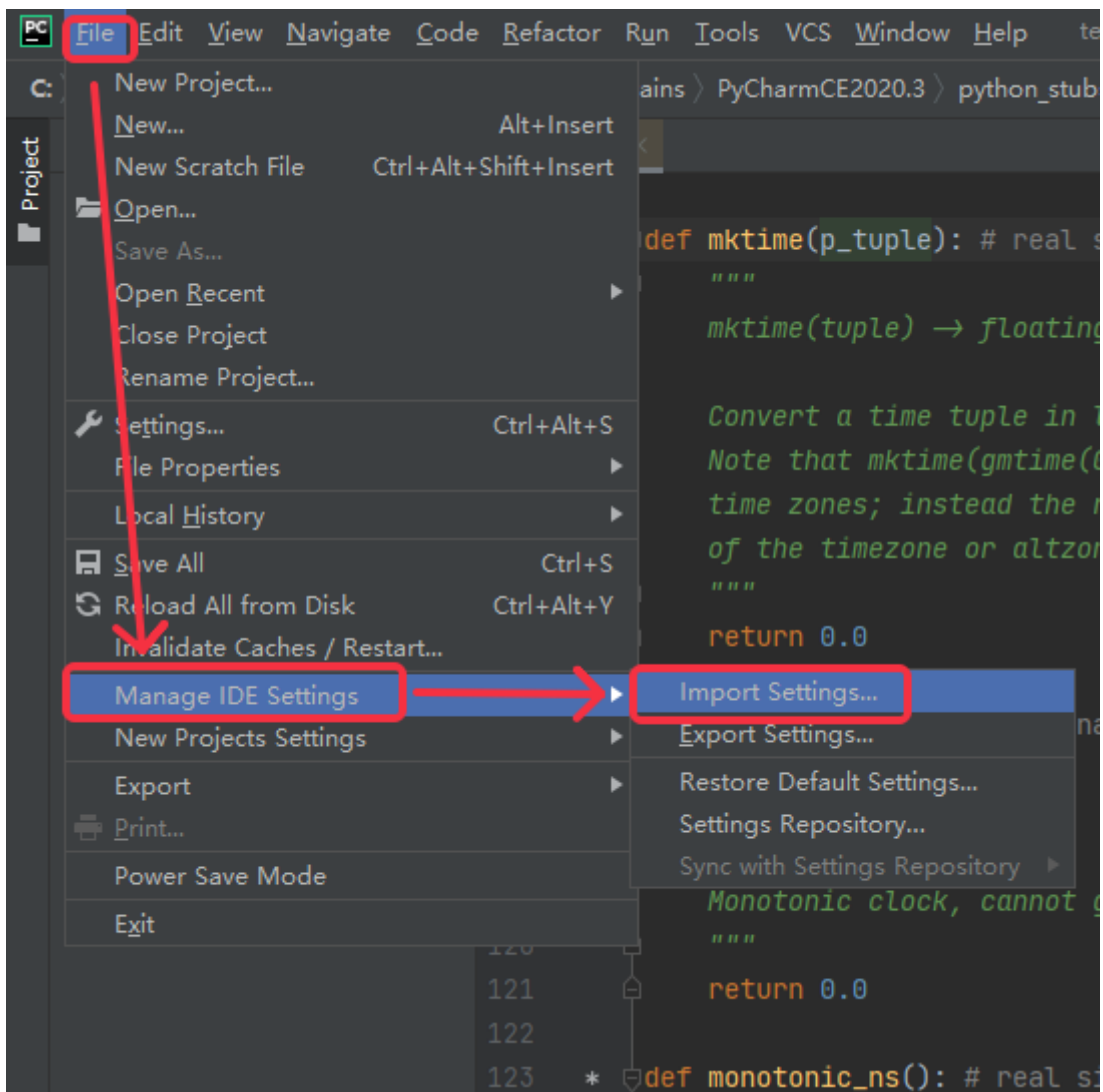 PC File Edit View Navigate Code Refactor Run Tools VCS Window Help
C: ains PyCharmCE2020.3 python_stub
Project
New Project...
New... Alt+Insert
New Scratch File Ctrl+Alt+Shift+Insert
Open...
Save As...
Open Recent
Close Project
Rename Project...
Settings... Ctrl+Alt+S
File Properties
Local History
Save All Ctrl+S
Reload All from Disk Ctrl+Alt+Y
Invalidate Caches / Restart...
Manage IDE Settings
New Projects Settings
Export
Print...
Power Save Mode
Exit
Import Settings...
Export Settings...
Restore Default Settings...
Settings Repository...
Sync with Settings Repository
def mktime(p_tuple): # real s
"""
mktime(tuple) -> floating
Convert a time tuple in l
Note that mktime(gmtime(0
time zones; instead the
of the timezone or altzon
"""
return 0.0
na
Monotonic clock, cannot g
120 """
121 return 0.0
122
123 * def monotonic_ns(): # real si